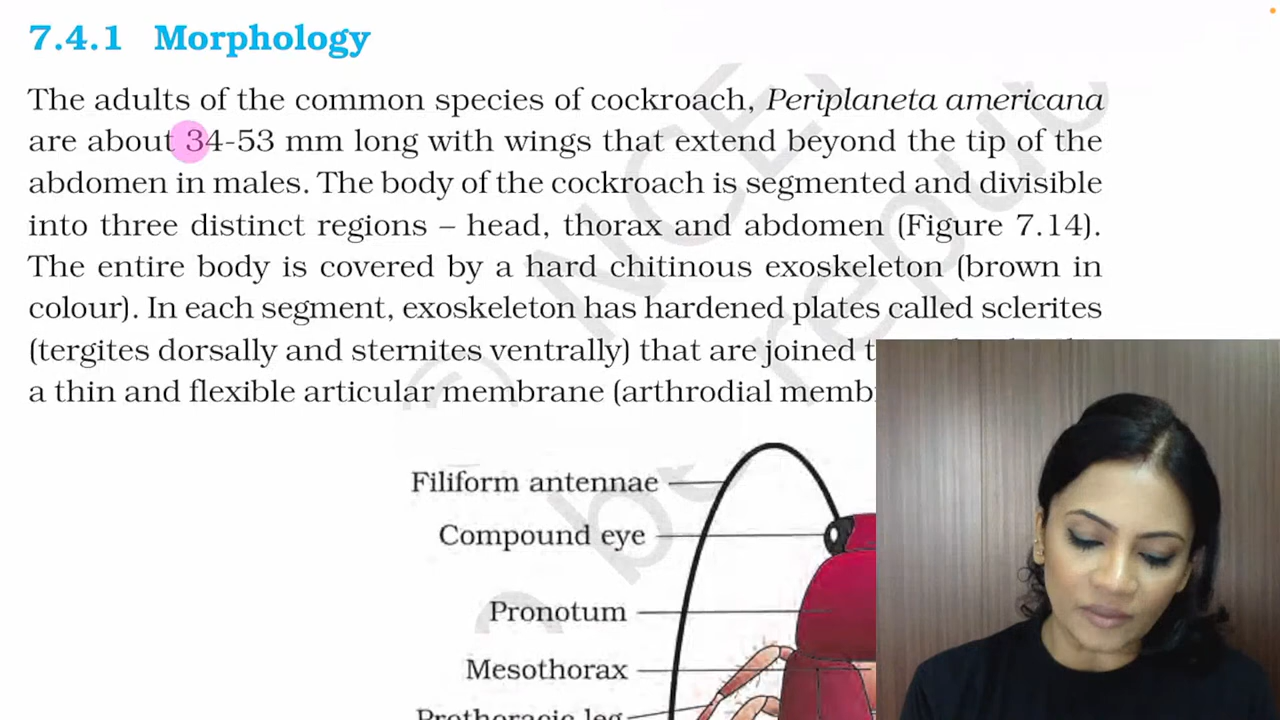 7.4.1 Morphology
The adults of the common species of cockroach, Periplaneta americana
are about 34-53 mm long with wings that extend beyond the tip of the
abdomen in males. The body of the cockroach is segmented and divisible
into three distinct regions – head, thorax and abdomen (Figure 7.14).
The entire body is covered by a hard chitinous exoskeleton (brown in
colour). In each segment, exoskeleton has hardened plates called sclerites
(tergites dorsally and sternites ventrally) that are joined
a thin and flexible articular membrane (arthrodial
Filiform antennae
Compound eye
Pronotum
Mesothorax
Prothoracic leg